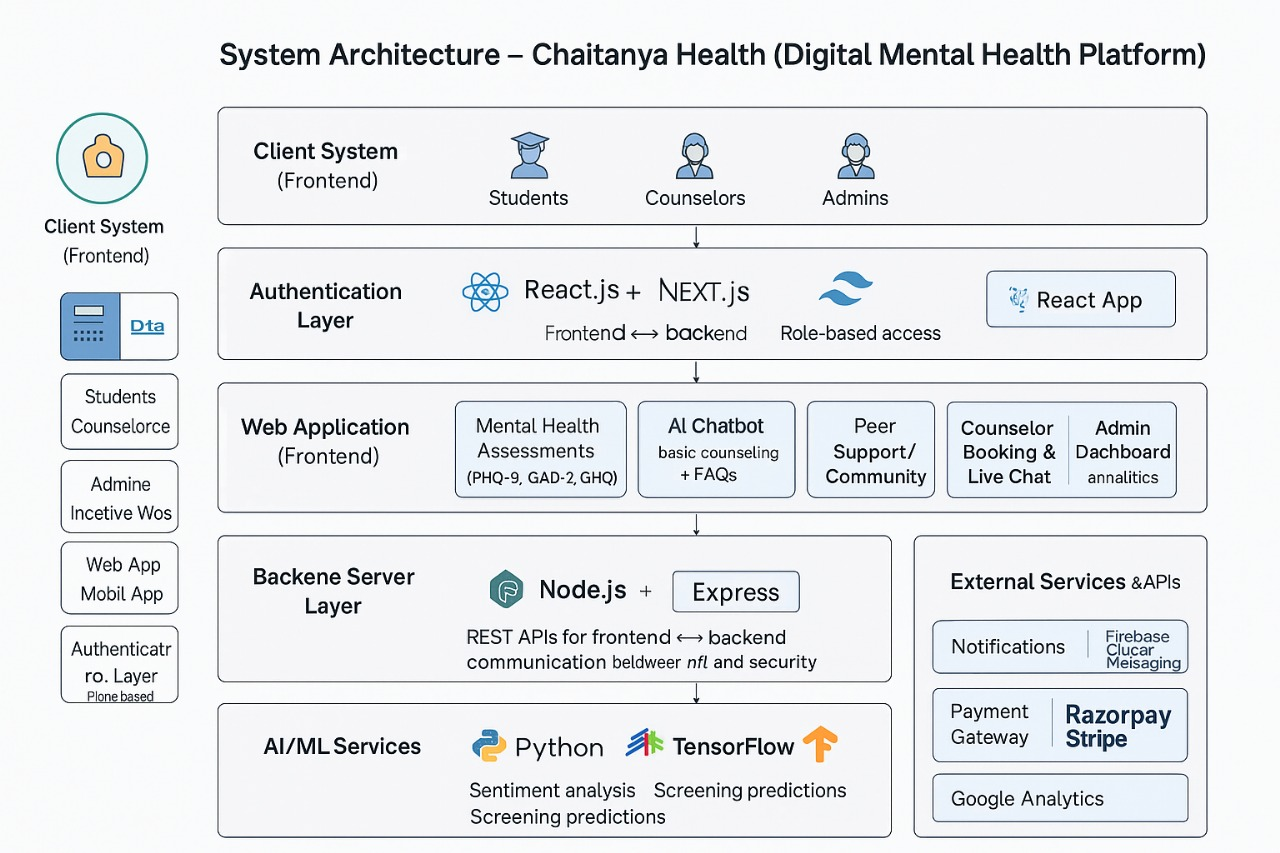 System Architecture – Chaitanya Health (Digital Mental Health Platform)
Client System
(Frontend)
Dta
Students
Counselorce
Admine
Incetive Wos
Web App
Mobil App
Authenticatr
ro. Layer
Plone based
Client System
(Frontend)
Students
Counselors
Admins
Authentication
Layer
React.js + NEXT.js
Frontend ⟷ backend
Role-based access
React App
Web Application
(Frontend)
Mental Health
Assessments
(PHQ-9, GAD-2, GHQ)
AI Chatbot
basic counseling
+ FAQs
Peer
Support/
Community
Counselor
Booking &
Live Chat
Admin
Dachboard
annalitics
Backene Server
Layer
Node.js + Express
REST APIs for frontend ⟷ backend
communication beldweer nfl and security
External Services &APIs
Notifications
Firebase
Clucar
Meisaging
Payment
Gateway
Razorpay
Stripe
Google Analytics
AI/ML Services
Python
TensorFlow
Sentiment analysis Screening predictions
Screening predictions